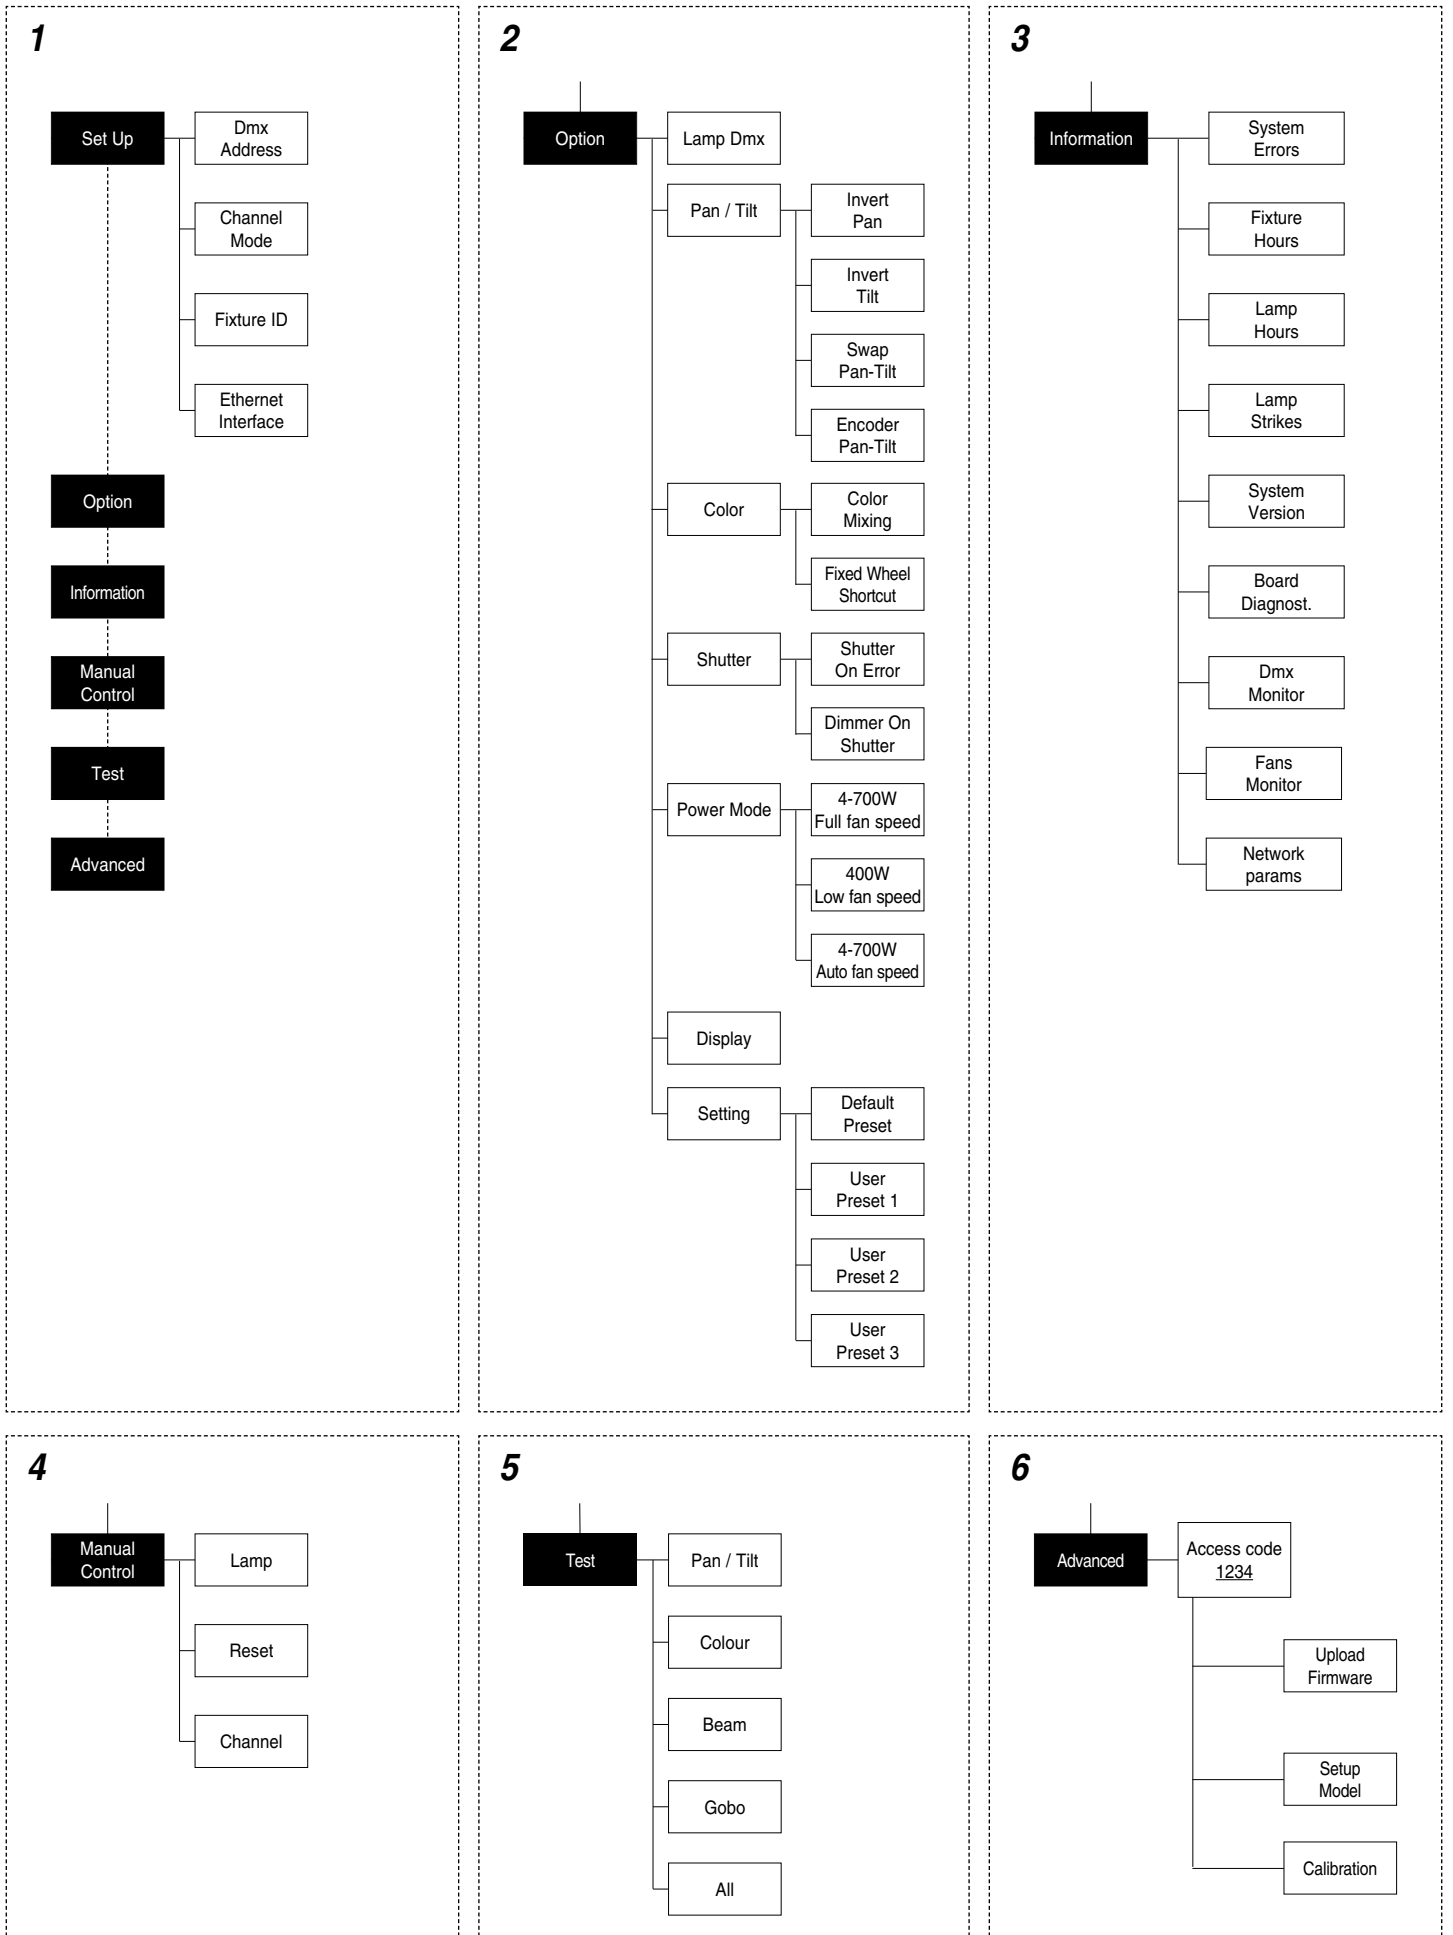 1
Set Up
Dmx
Address
Channel
Mode
Fixture ID
Ethernet
Interface
Option
Information
Manual
Control
Test
Advanced
2
Option
Lamp Dmx
Pan / Tilt
Invert
Pan
Invert
Tilt
Swap
Pan-Tilt
Encoder
Pan-Tilt
Color
Color
Mixing
Fixed Wheel
Shortcut
Shutter
Shutter
On Error
Dimmer On
Shutter
Power Mode
4-700W
Full fan speed
400W
Low fan speed
4-700W
Auto fan speed
Display
Setting
Default
Preset
User
Preset 1
User
Preset 2
User
Preset 3
3
Information
System
Errors
Fixture
Hours
Lamp
Hours
Lamp
Strikes
System
Version
Board
Diagnost.
Dmx
Monitor
Fans
Monitor
Network
params
4
Manual
Control
Lamp
Reset
Channel
5
Test
Pan / Tilt
Colour
Beam
Gobo
All
6
Advanced
Access code
1234
Upload
Firmware
Setup
Model
Calibration